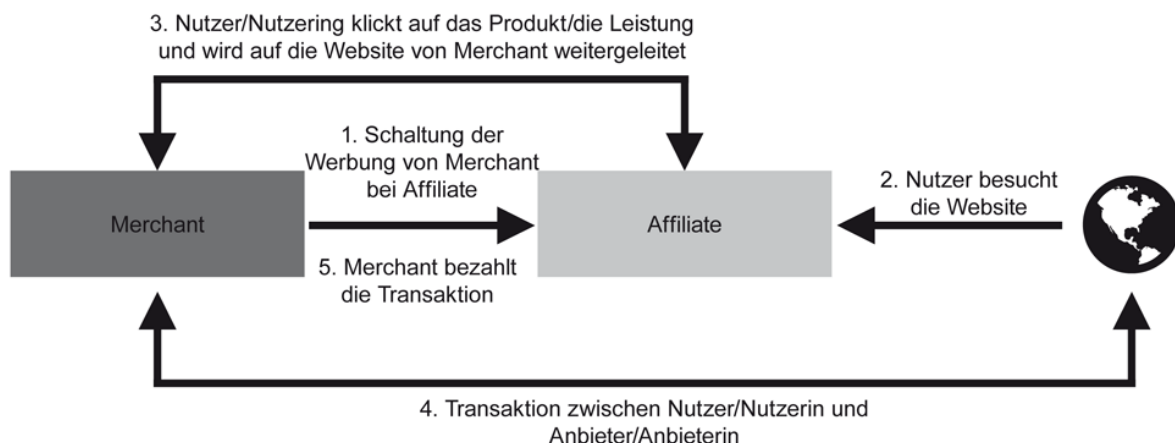 3. Nutzer/Nutzering klickt auf das Produkt/die Leistung
und wird auf die Website von Merchant weitergeleitet
1. Schaltung der
Werbung von Merchant
bei Affiliate
2. Nutzer besucht
die Website
Merchant
Affiliate
5. Merchant bezahlt
die Transaktion
4. Transaktion zwischen Nutzer/Nutzerin und
Anbieter/Anbieterin